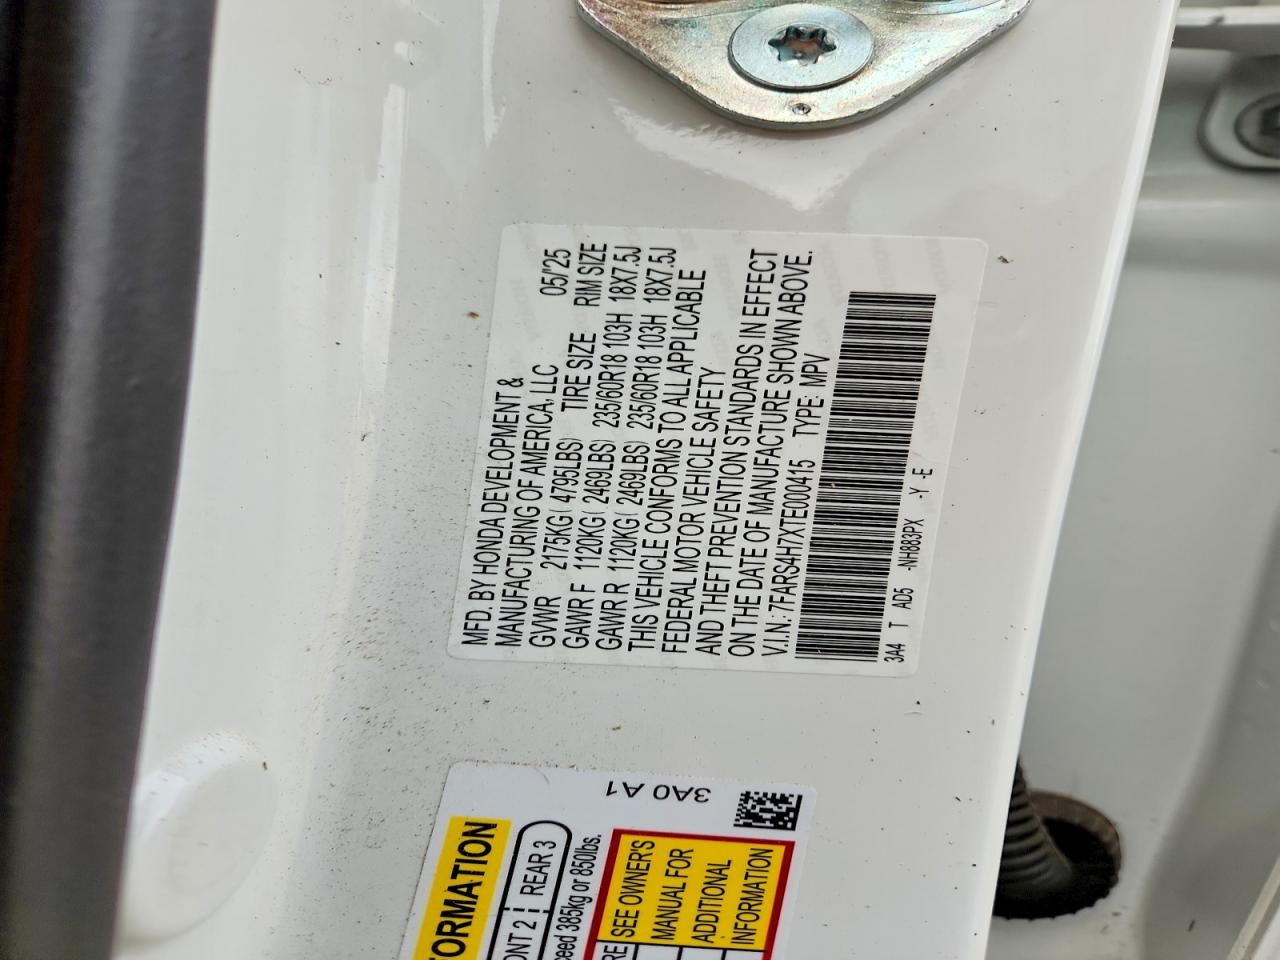 MFD. BY HONDA DEVELOPMENT &
MANUFACTURING OF AMERICA, LLC 05/'25
GVWR 2175KG( 4795LBS) TIRE SIZE RIM SIZE
GAWR F 1120KG( 2469LBS) 235/60R18 103H 18X7.5J
GAWR R 1120KG( 2469LBS) 235/60R18 103H 18X7.5J
THIS VEHICLE CONFORMS TO ALL APPLICABLE
FEDERAL MOTOR VEHICLE SAFETY
AND THEFT PREVENTION STANDARDS IN EFFECT
ON THE DATE OF MANUFACTURE SHOWN ABOVE.
V.I.N.: 7FARS4H7XTE000415 TYPE: MPV
3A4 T AD5 -NH883PX -Y -E
3A0 A1
2 REAR 3
385kg or 850lbs.
SEE OWNER'S
MANUAL FOR
ADDITIONAL
INFORMATION